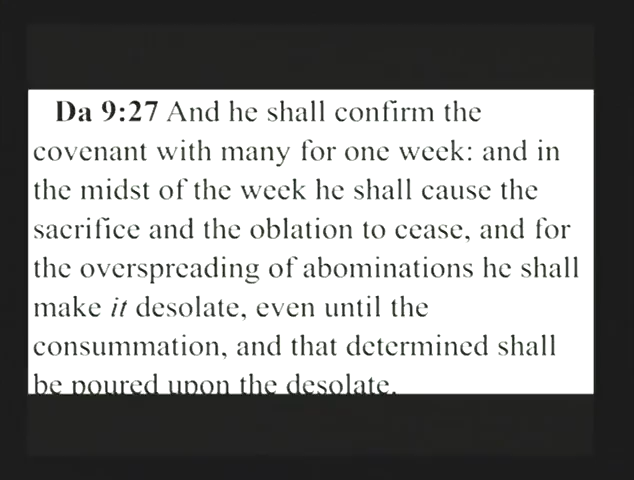 Da 9:27 And he shall confirm the
covenant with many for one week: and in
the midst of the week he shall cause the
sacrifice and the oblation to cease, and for
the overspreading of abominations he shall
make it desolate, even until the
consummation, and that determined shall
be poured upon the desolate.